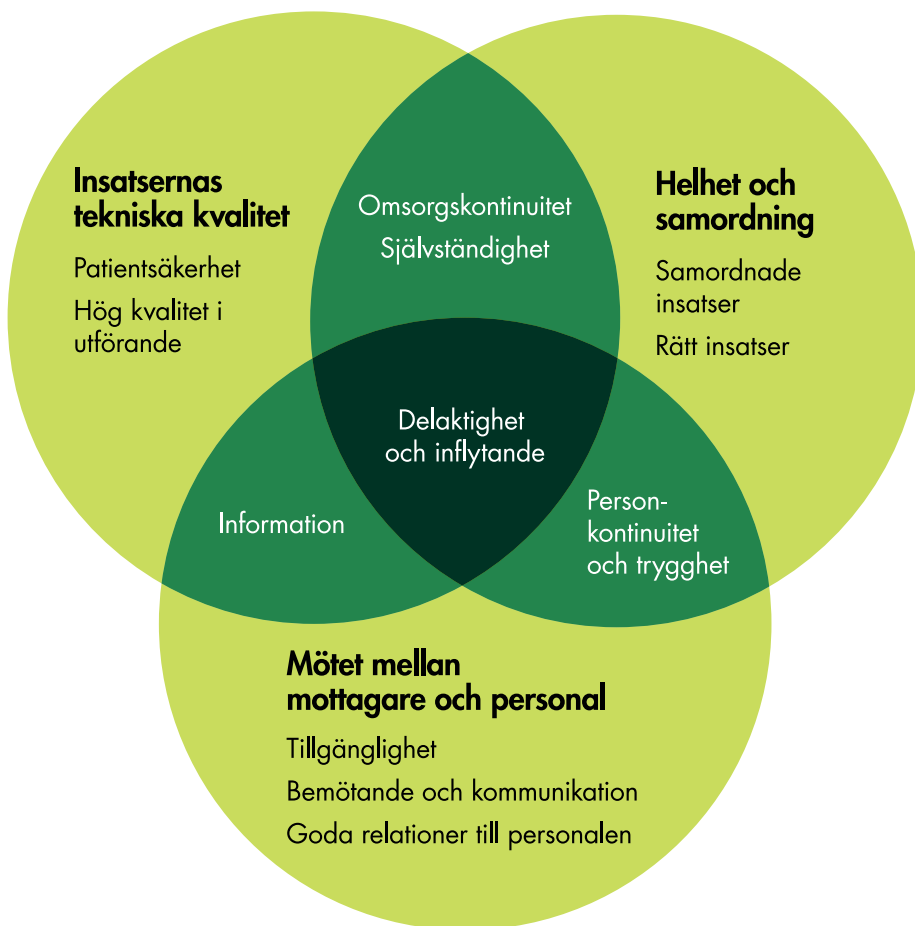 Insatsernas
tekniska kvalitet
Patientsäkerhet
Hög kvalitet i
utförande
Omsorgskontinuitet
Självständighet
Helhet och
samordning
Samordnade
insatser
Rätt insatser
Delaktighet
och inflytande
Information
Person-
kontinuitet
och trygghet
Mötet mellan
mottagare och personal
Tillgänglighet
Bemötande och kommunikation
Goda relationer till personalen